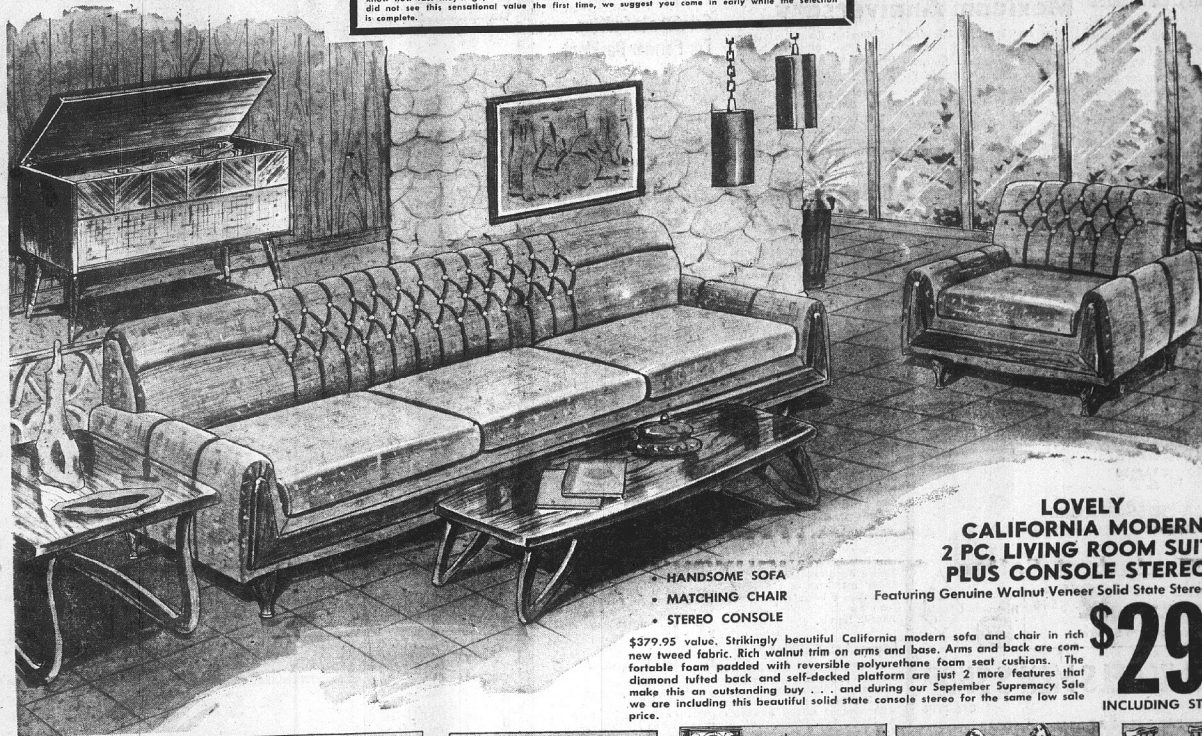 did not see this sensational value the first time, we suggest you come in early while the selection
is complete.
LOVELY
CALIFORNIA MODERN
2 PC. LIVING ROOM SUI
PLUS CONSOLE STEREO
Featuring Genuine Walnut Veneer Solid State Stere
$29
INCLUDING ST
• HANDSOME SOFA
• MATCHING CHAIR
• STEREO CONSOLE
$379.95 value. Strikingly beautiful California modern sofa and chair in rich
new tweed fabric. Rich walnut trim on arms and base. Arms and back are com-
fortable foam padded with reversible polyurethane foam seat cushions. The
diamond tufted back and self-decked platform are just 2 more features that
make this an outstanding buy . . . and during our September Supremacy Sale
we are including this beautiful solid state console stereo for the same low sale
price.